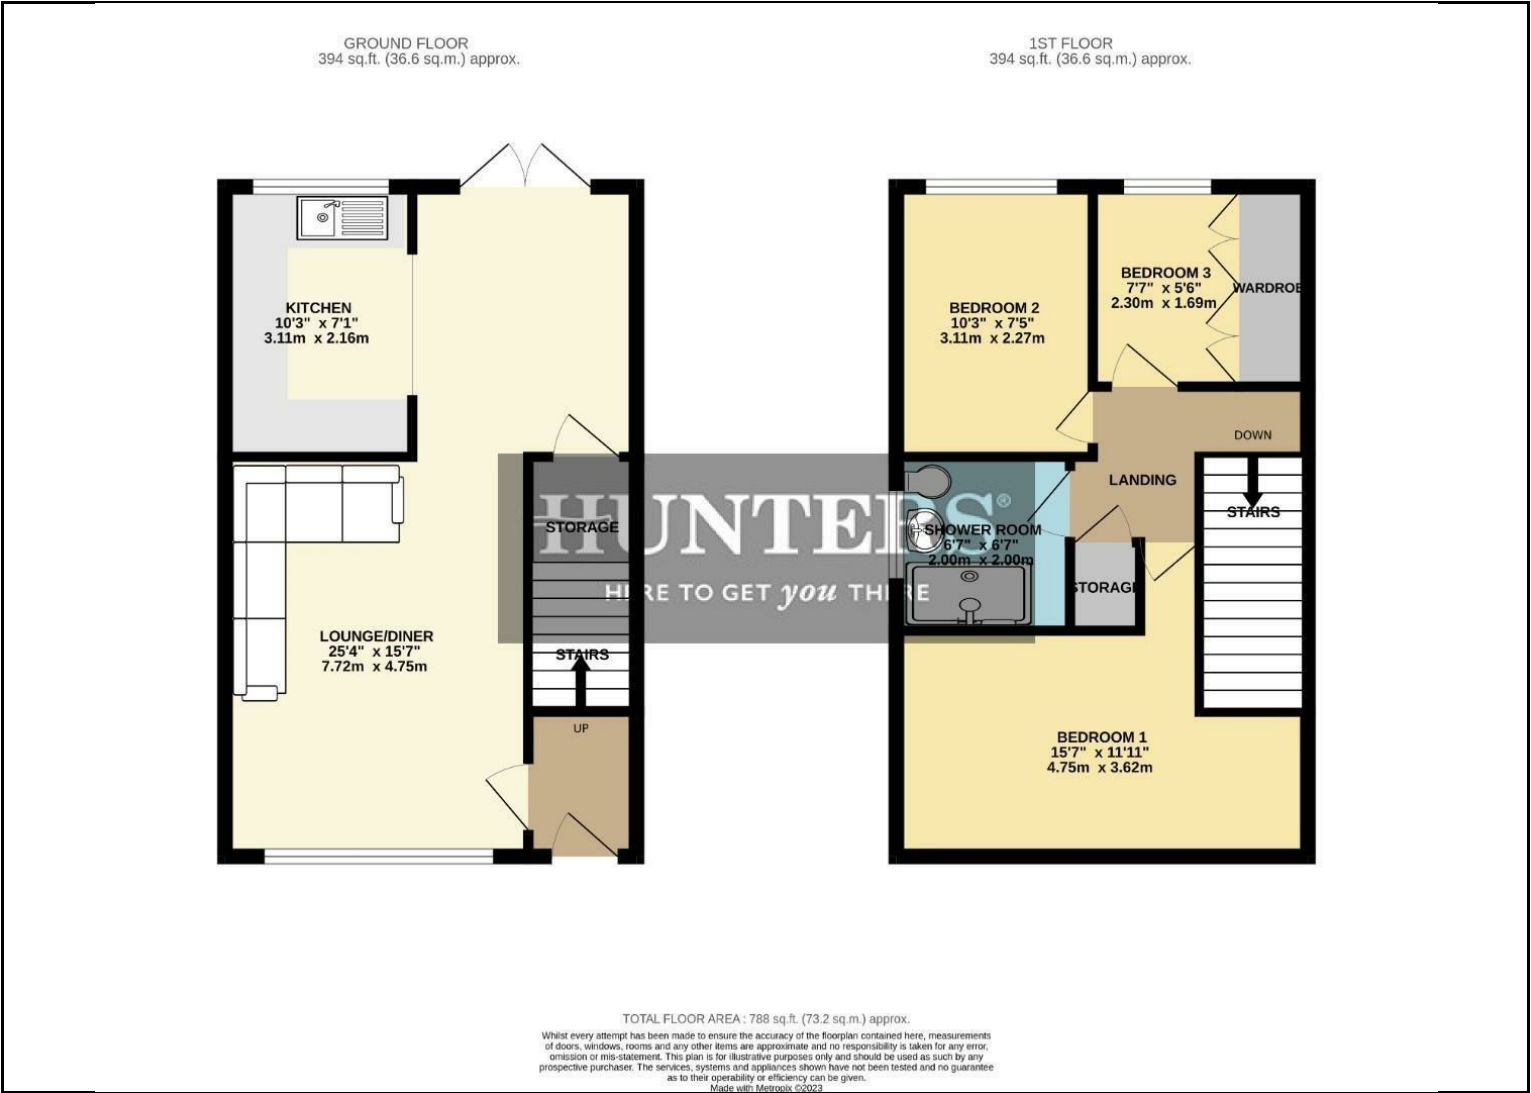 GROUND FLOOR
394 sq.ft. (36.6 sq.m.) approx.
1ST FLOOR
394 sq.ft. (36.6 sq.m.) approx.
KITCHEN
10'3" x 7'1"
3.11m x 2.16m
BEDROOM 2
10'3" x 7'5"
3.11m x 2.27m
BEDROOM 3
7'7" x 5'6"
2.30m x 1.69m
WARDROBE
DOWN
LANDING
STAIRS
HUNTERS®
HERE TO GET you THERE
STORAGE
STAIRS
UP
LOUNGE/DINER
25'4" x 15'7"
7.72m x 4.75m
SHOWER ROOM
6'7" x 6'7"
2.00m x 2.00m
STORAGE
BEDROOM 1
15'7" x 11'11"
4.75m x 3.62m
TOTAL FLOOR AREA : 788 sq.ft. (73.2 sq.m.) approx.
Whilst every attempt has been made to ensure the accuracy of the floorplan contained here, measurements
of doors, windows, rooms and any other items are approximate and no responsibility is taken for any error,
omission or mis-statement. This plan is for illustrative purposes only and should be used as such by any
prospective purchaser. The services, systems and appliances shown have not been tested and no guarantee
as to their operability or efficiency can be given.
Made with Metropix ©2023